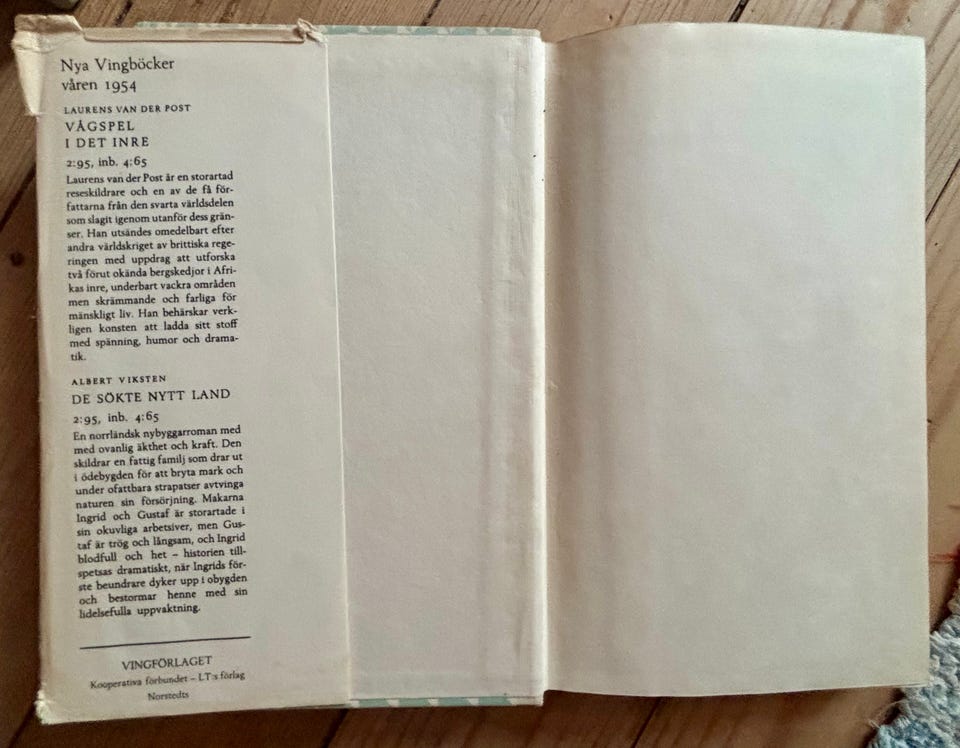 Nya Vingböcker
våren 1954
LAURENS VAN DER POST
VÅGSPEL
I DET INRE
2:95, inb. 4:65
Laurens van der Post är en storartad
reseskildrare och en av de få för-
fattarna från den svarta världsdelen
som slagit igenom utanför dess grän-
ser. Han utsändes omedelbart efter
andra världskriget av brittiska rege-
ringen med uppdrag att utforska
två förut okända bergskedjor i Afri-
kas inre, underbart vackra områden
men skrämmande och farliga för
mänskligt liv. Han behärskar verk-
ligen konsten att ladda sitt stoff
med spänning, humor och drama-
tik.
ALBERT VIKSTEN
DE SÖKTE NYTT LAND
2:95, inb. 4:65
En norrländsk nybyggarroman med
med ovanlig äkthet och kraft. Den
skildrar en fattig familj som drar ut
i ödebygden för att bryta mark och
under ofattbara strapatser avtvinga
naturen sin försörjning. Makarna
Ingrid och Gustaf är storartade i
sin okuvliga arbetsiver, men Gus-
taf är trög och långsam, och Ingrid
blodfull och het – historien till-
spetsas dramatiskt, när Ingrids för-
ste beundrare dyker upp i obygden
och bestormar henne med sin
lidelsefulla uppvaktning.
VINGFÖRLAGET
Kooperativa förbundet – LT:s förlag
Norstedts